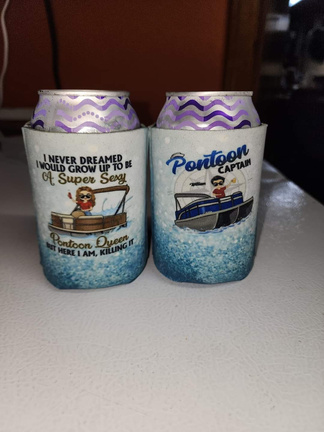 I NEVER DREAMED
I WOULD GROW UP TO BE
A Super Sexy
Pontoon Queen
BUT HERE I AM, KILLING IT
Pontoon
CAPTAIN